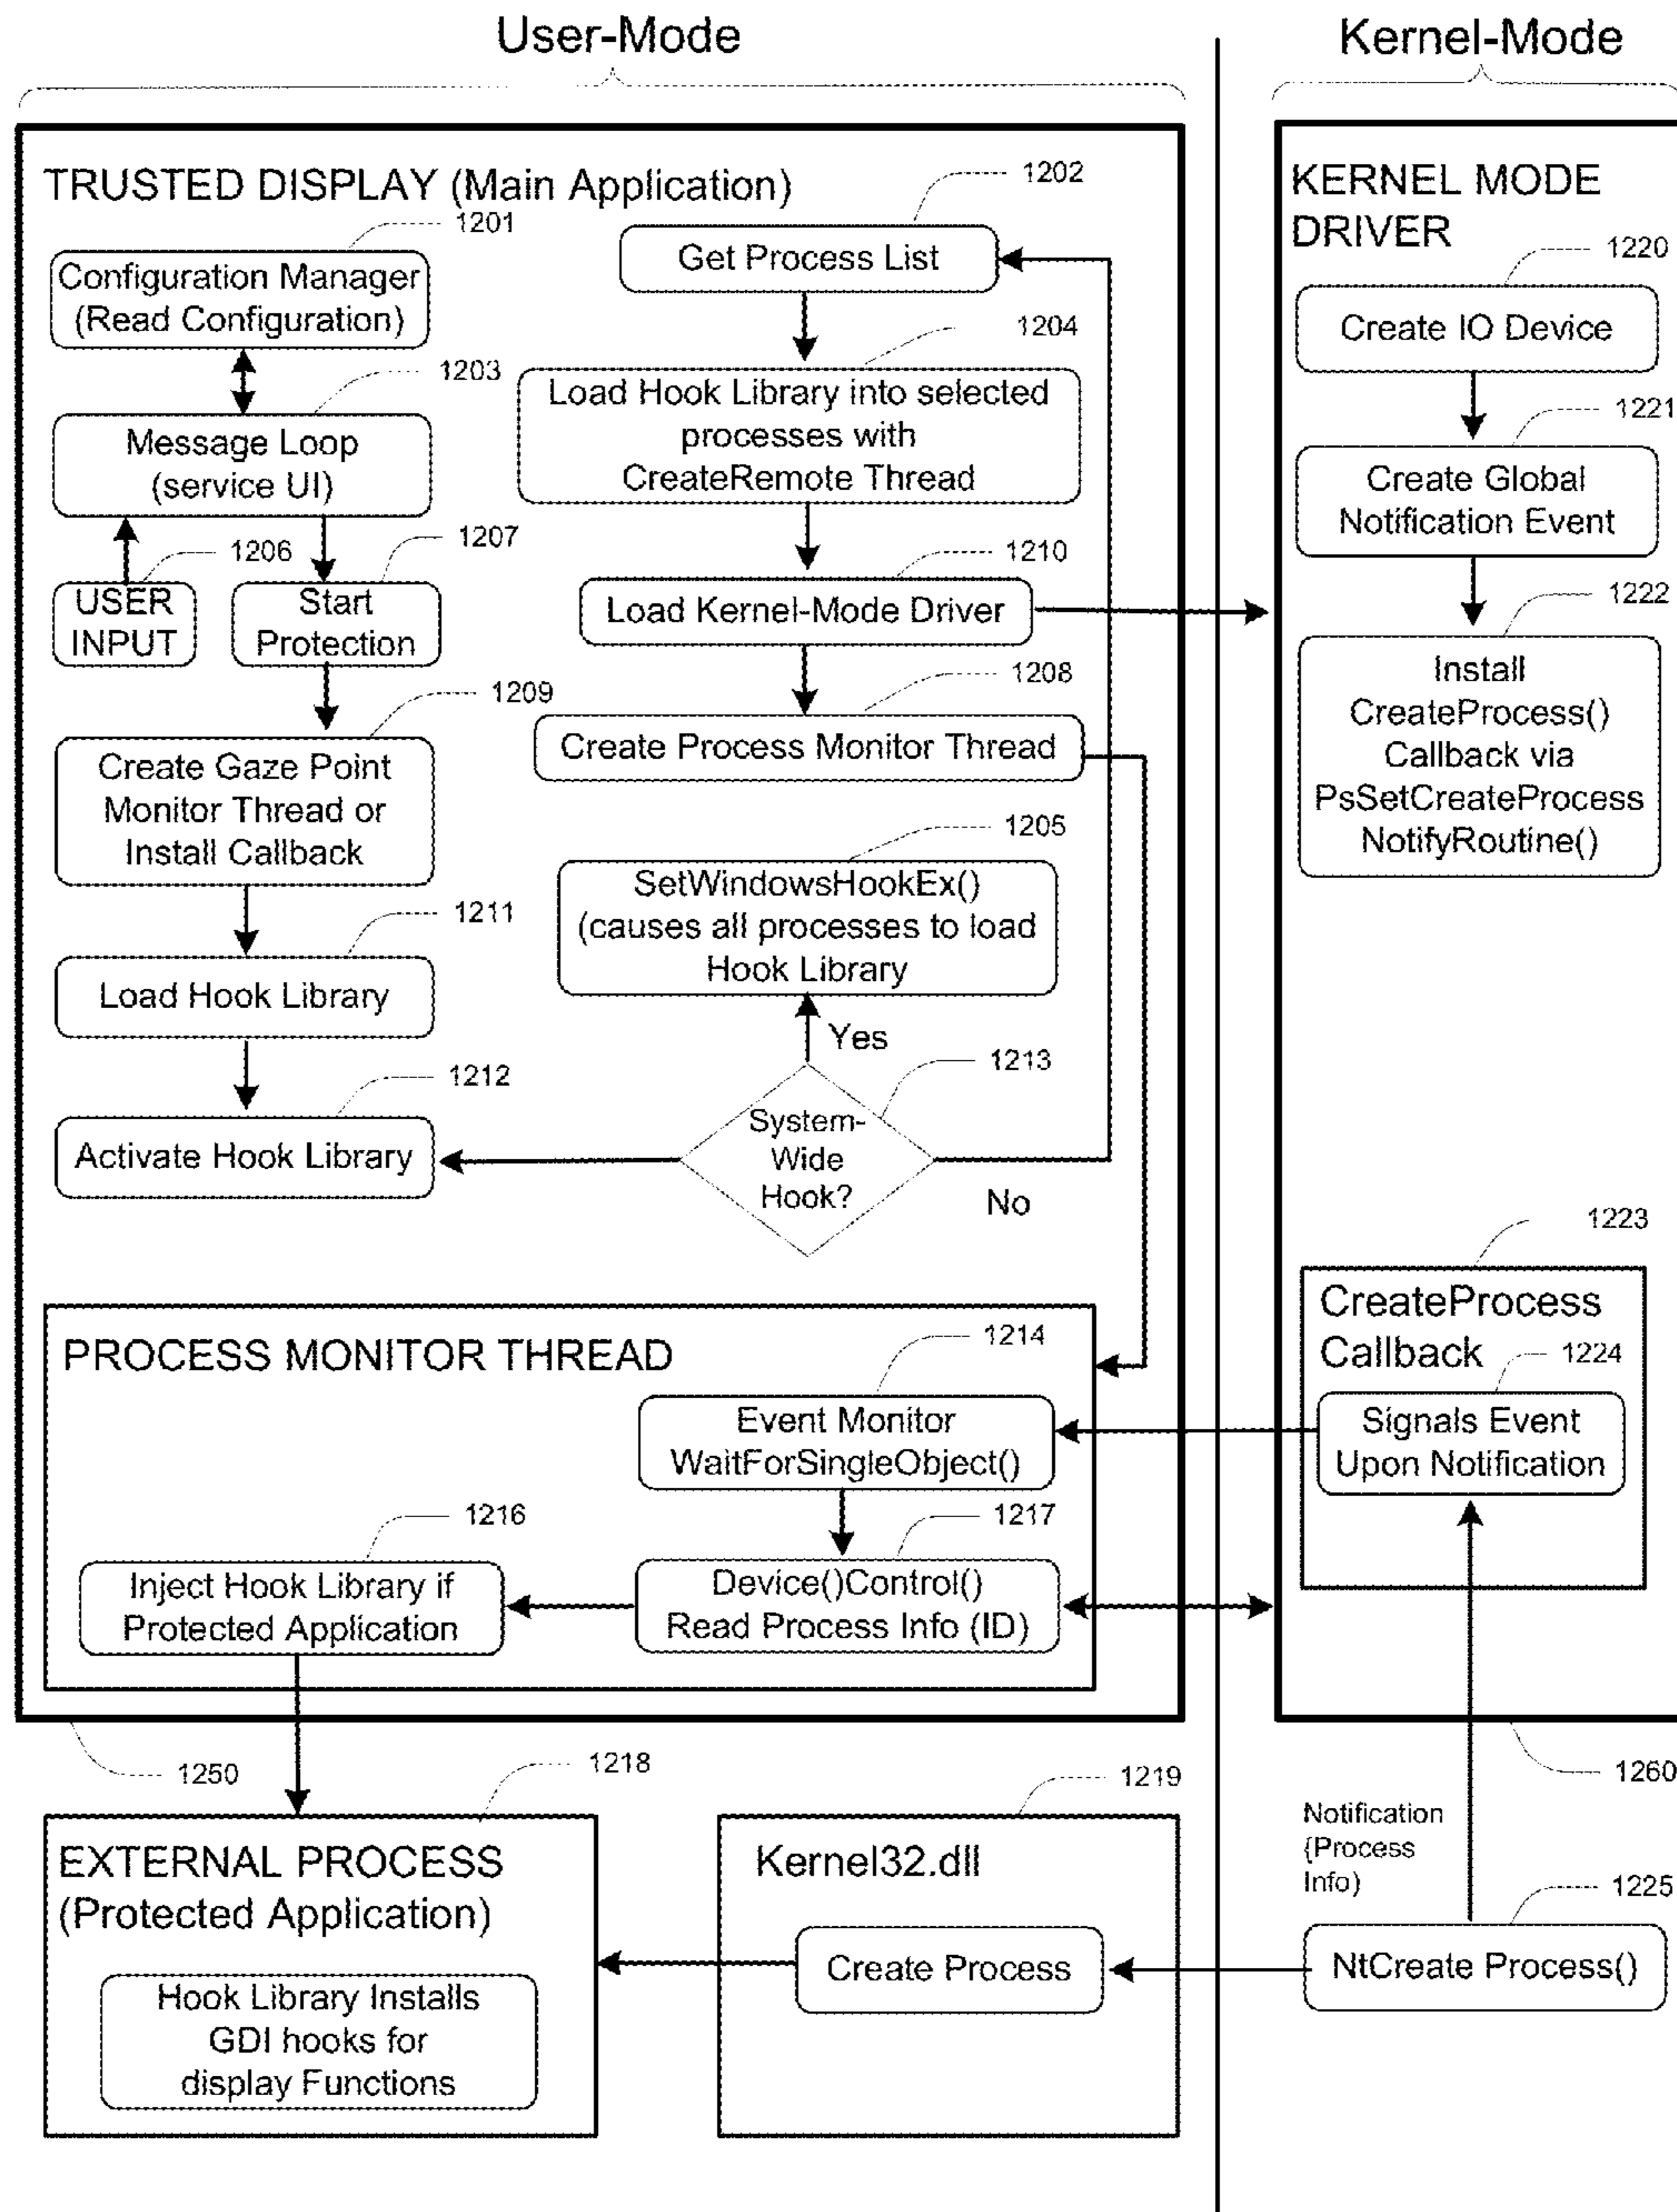 User-Mode
Kernel-Mode
TRUSTED DISPLAY (Main Application)
1201
Configuration Manager
(Read Configuration)
1203
Message Loop
(service UI)
1206
USER
INPUT
1207
Start
Protection
1209
Create Gaze Point
Monitor Thread or
Install Callback
1211
Load Hook Library
1212
Activate Hook Library
1202
Get Process List
1204
Load Hook Library into selected
processes with
CreateRemote Thread
1210
Load Kernel-Mode Driver
1208
Create Process Monitor Thread
1205
SetWindowsHookEx()
(causes all processes to load
Hook Library
Yes
1213
System-
Wide
Hook?
No
PROCESS MONITOR THREAD
1214
Event Monitor
WaitForSingleObject()
1216
Inject Hook Library if
Protected Application
1217
Device()Control()
Read Process Info (ID)
1250
KERNEL MODE
DRIVER
1220
Create IO Device
1221
Create Global
Notification Event
1222
Install
CreateProcess()
Callback via
PsSetCreateProcess
NotifyRoutine()
1223
CreateProcess
Callback
1224
Signals Event
Upon Notification
1260
1218
EXTERNAL PROCESS
(Protected Application)
Hook Library Installs
GDI hooks for
display Functions
1219
Kernel32.dll
Create Process
Notification
{Process
Info)
1225
NtCreate Process()